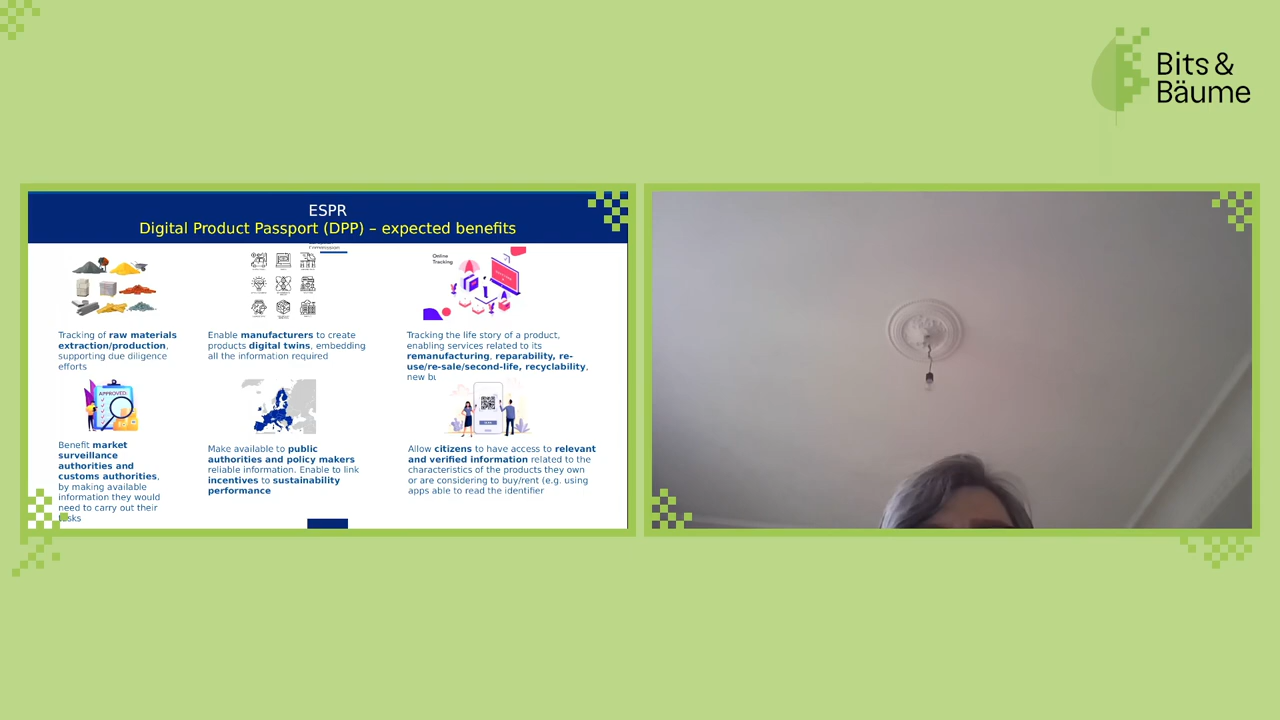 Bits &
Bäume
ESPR
Digital Product Passport (DPP) – expected benefits
Online
Tracking
Tracking of raw materials
extraction/production,
supporting due diligence
efforts
Enable manufacturers to create
products digital twins, embedding
all the information required
Tracking the life story of a product,
enabling services related to its
remanufacturing, reparability, re-
use/re-sale/second-life, recyclability,
new bu
APPROVED
Benefit market
surveillance
authorities and
customs authorities,
by making available
information they would
need to carry out their
tasks
Make available to public
authorities and policy makers
reliable information. Enable to link
incentives to sustainability
performance
Allow citizens to have access to relevant
and verified information related to the
characteristics of the products they own
or are considering to buy/rent (e.g. using
apps able to read the identifier